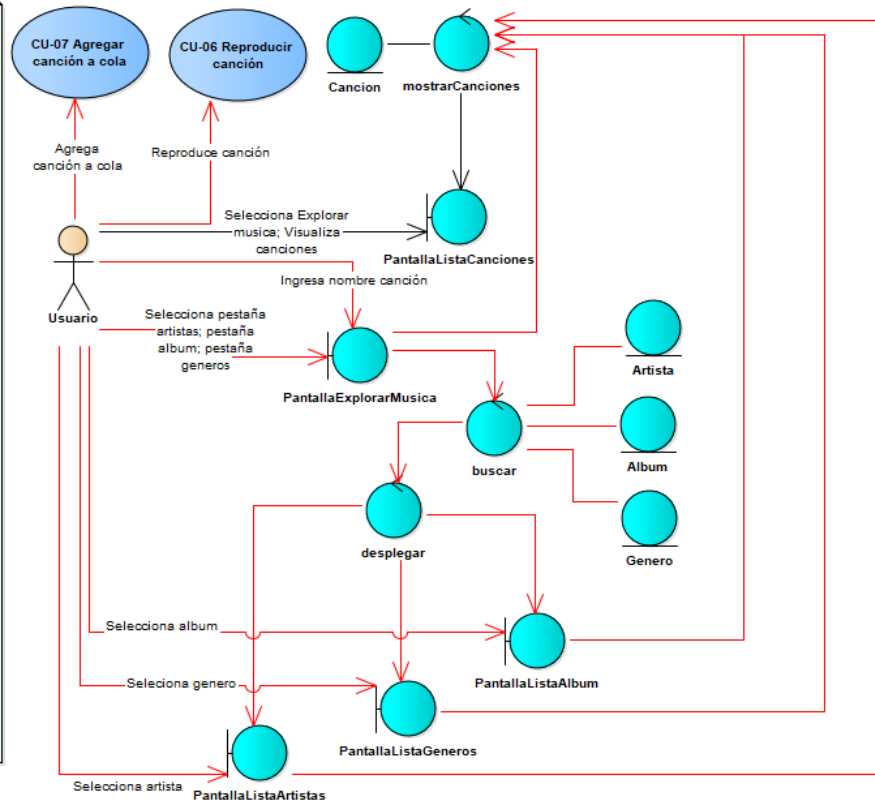 CU-07 Agregar
canción a cola
CU-06 Reproducir
canción
Cancion
mostrarCanciones
Agrega
canción a cola
Reproduce canción
Selecciona Explorar
musica; Visualiza
canciones
PantallaListaCanciones
Ingresa nombre canción
Usuario
Selecciona pestaña
artistas; pestaña
album; pestaña
generos
PantallaExplorarMusica
Artista
buscar
Album
desplegar
Genero
Selecciona album
PantallaListaAlbum
Seleciona genero
PantallaListaGeneros
Selecciona artista
PantallaListaArtistas